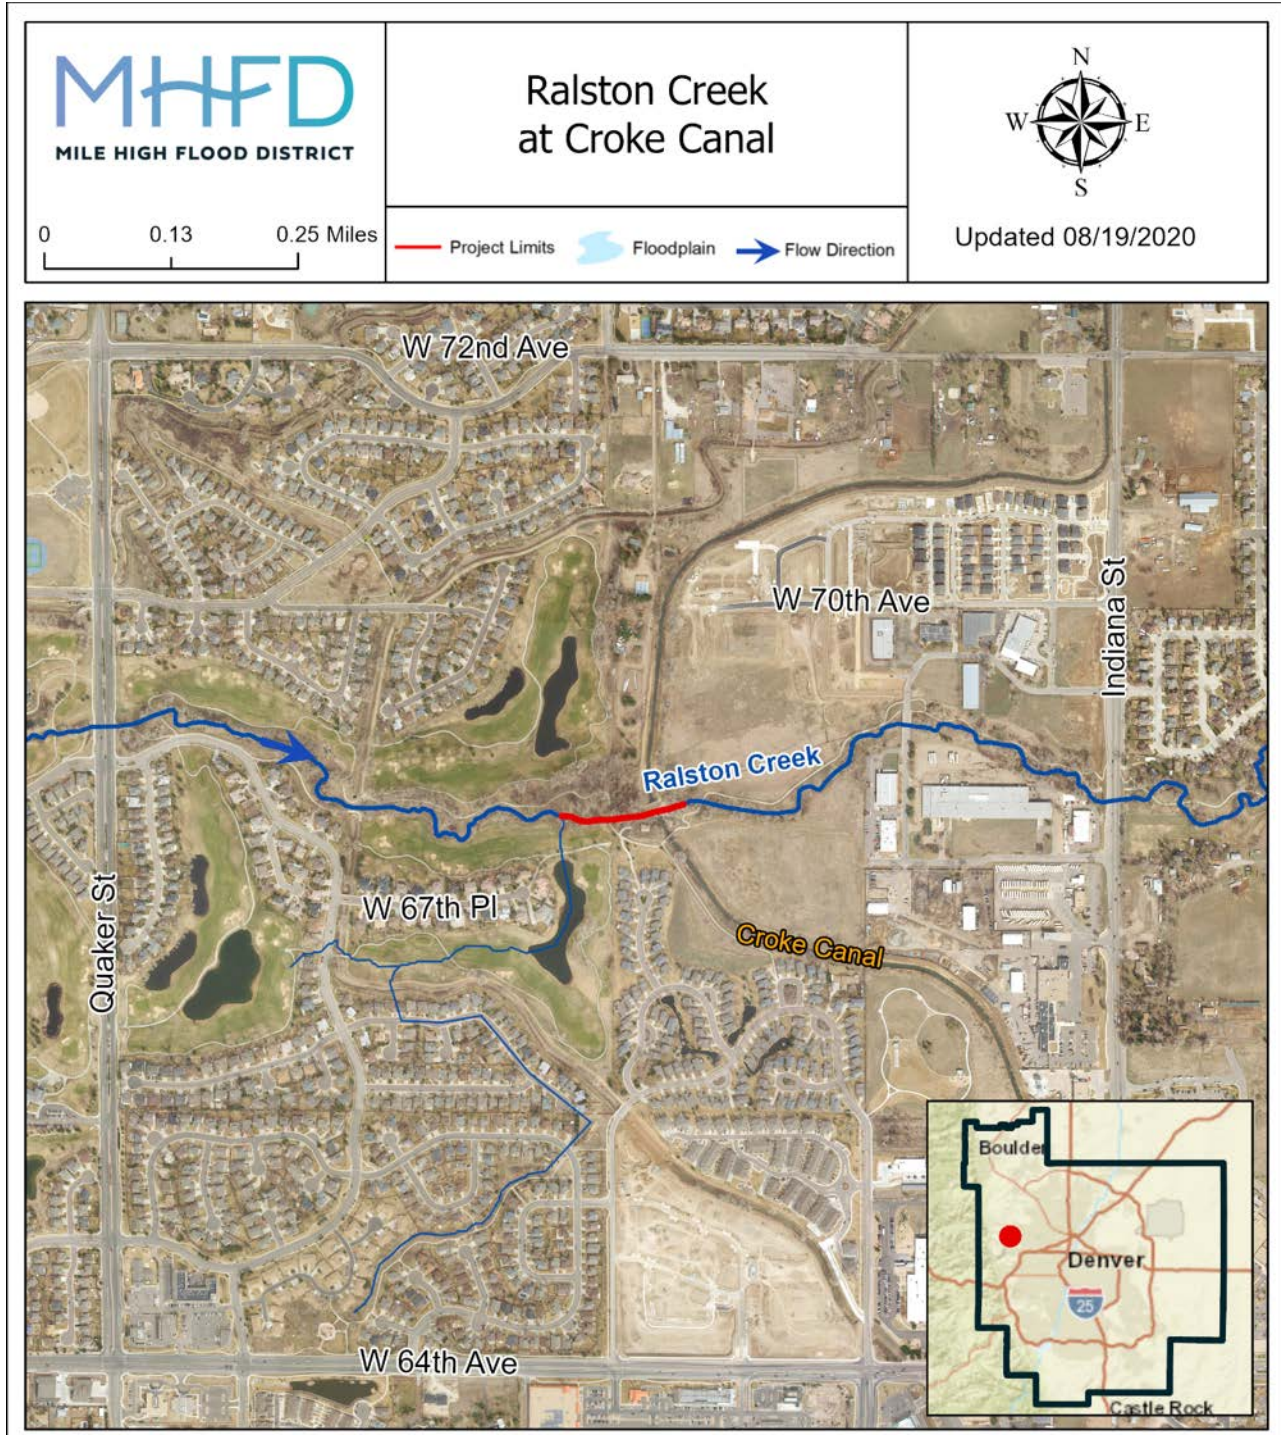 MHFD
MILE HIGH FLOOD DISTRICT
0 0.13 0.25 Miles
Ralston Creek
at Croke Canal
Project Limits Floodplain Flow Direction
N
W E
S
Updated 08/19/2020
W 72nd Ave
W 70th Ave
Indiana St
Ralston Creek
W 67th Pl
Quaker St
Croke Canal
W 64th Ave
Boulder
Denver
25
Castle Rock